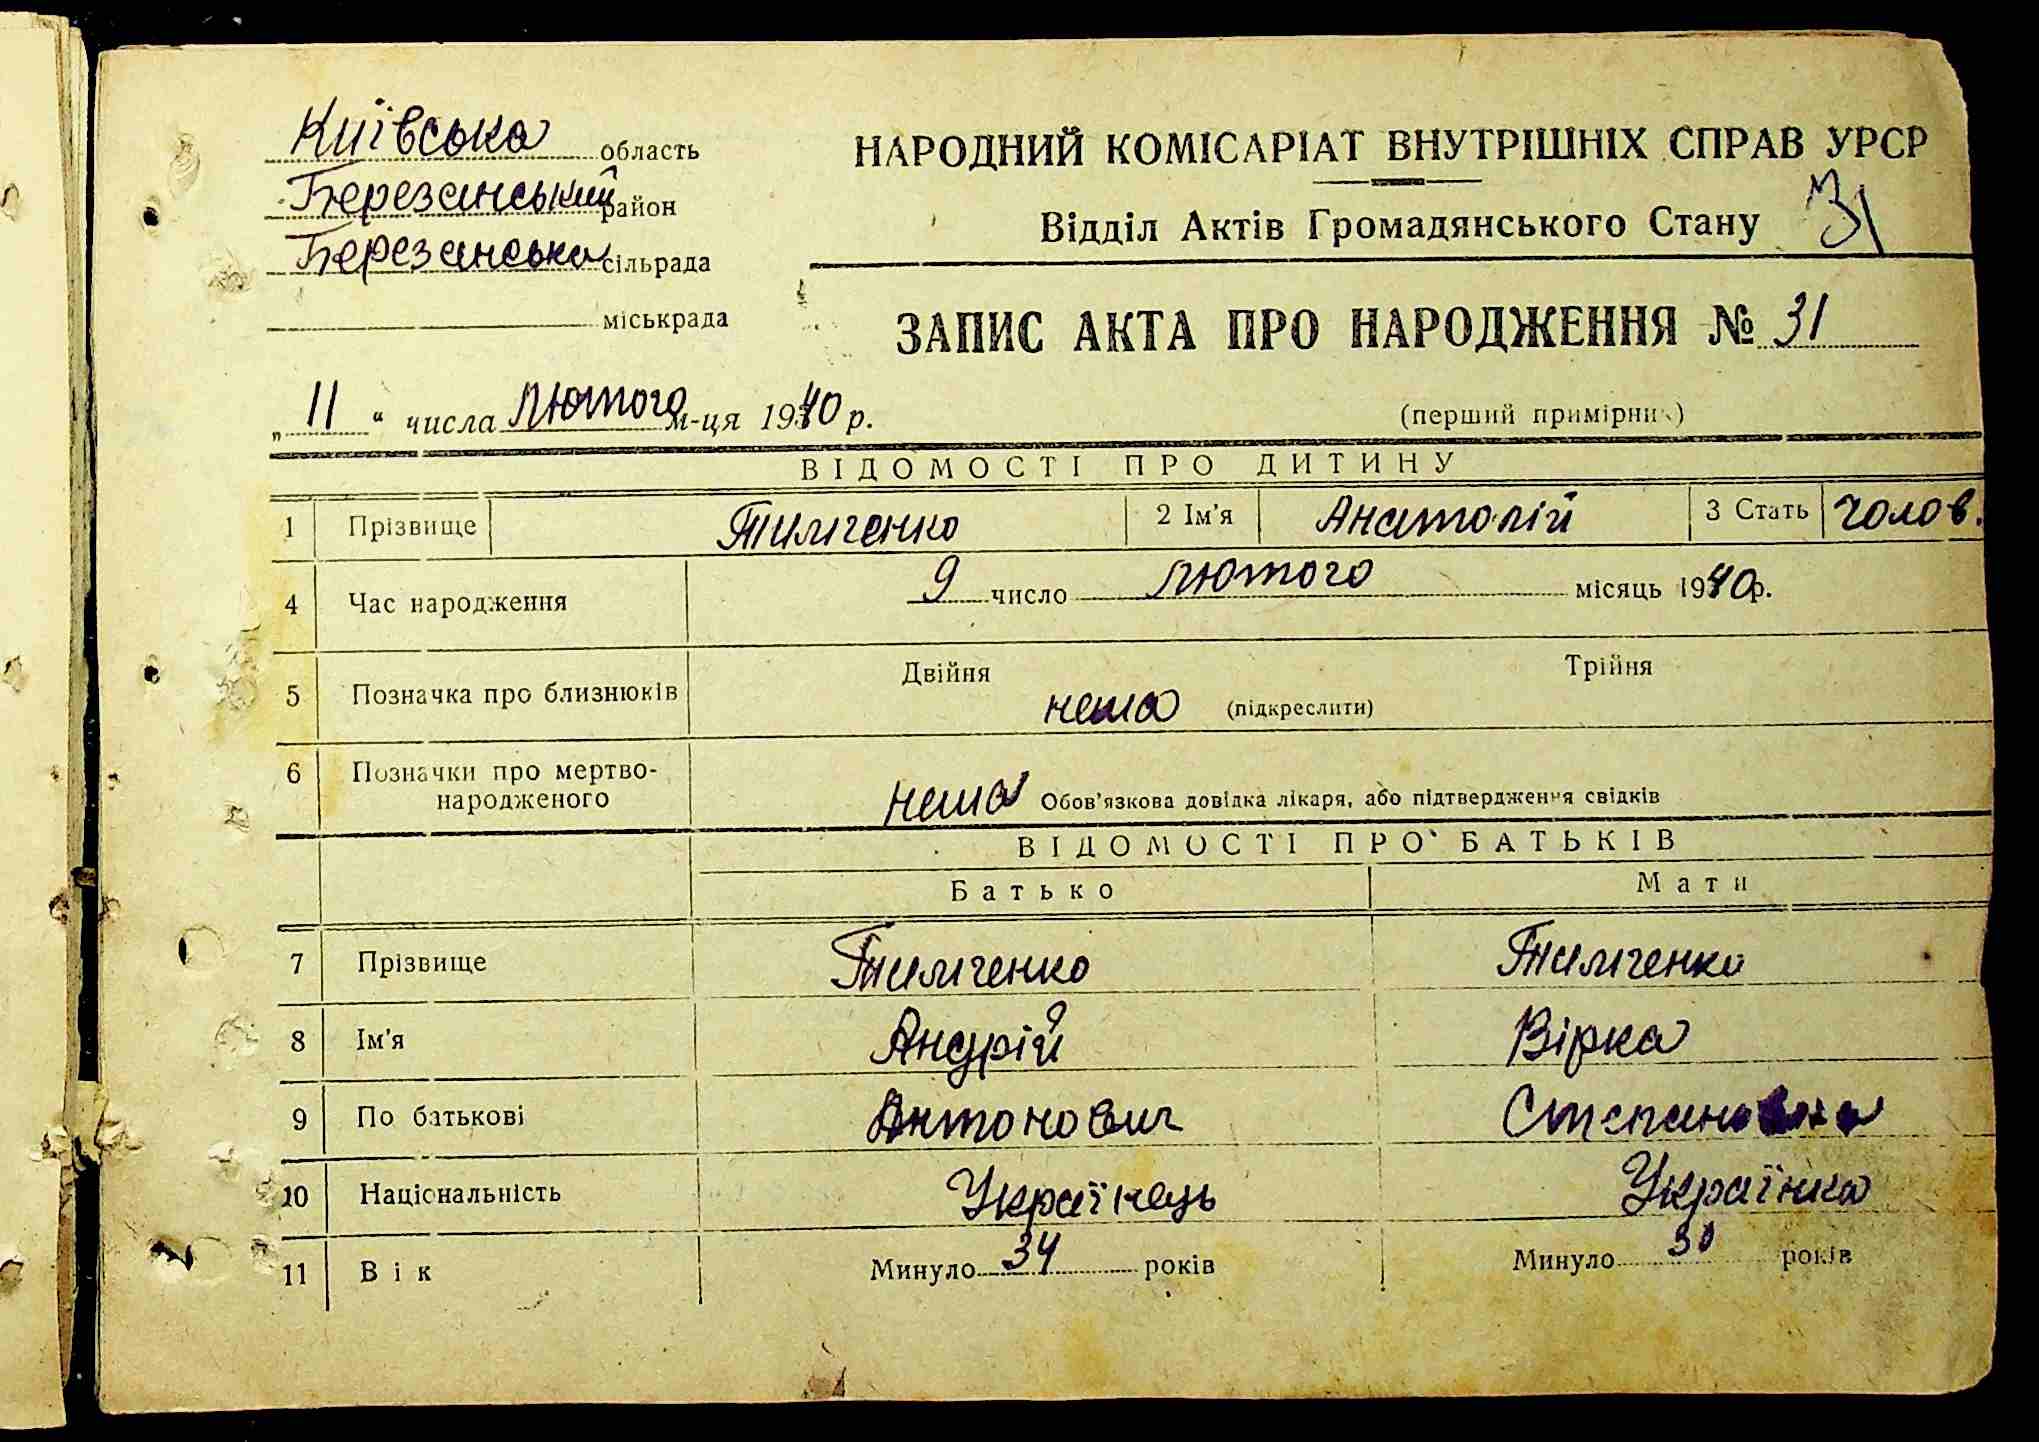 Київська область
Березанський район
Березанська сільрада
міськрада
НАРОДНИЙ КОМІСАРІАТ ВНУТРІШНІХ СПРАВ УРСР
Відділ Актів Громадянського Стану 31
ЗАПИС АКТА ПРО НАРОДЖЕННЯ № 31
„ 11 “ числа лютого м-ця 1940 р.
(перший примірник)
ВІДОМОСТІ ПРО ДИТИНУ
1 Прізвище Тимченко 2 Ім'я Анатолій 3 Стать чолов.
4 Час народження 9 число лютого місяць 1940 р.
5 Позначка про близнюків Двійня Трійня
нема (підкреслити)
6 Позначки про мертво-
народженого нема Обов'язкова довідка лікаря, або підтвердження свідків
ВІДОМОСТІ ПРО БАТЬКІВ
Батько Мати
7 Прізвище Тимченко Тимченко
8 Ім'я Андрій Вірка
9 По батькові Антонович Степановна
10 Національність Українець Українка
11 Вік Минуло 34 років Минуло 30 років